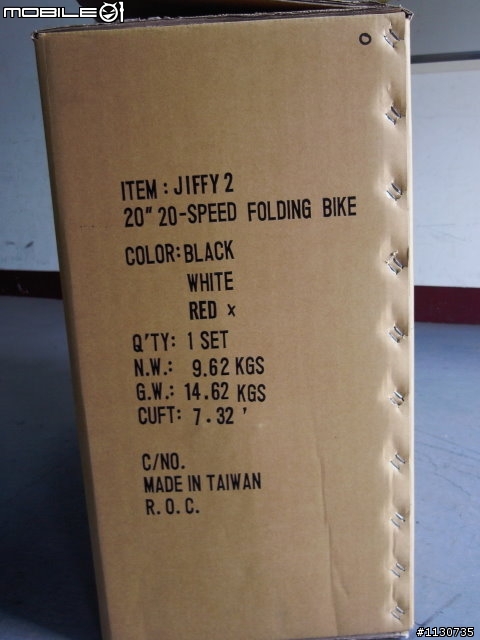 MOBILE01
ITEM : JIFFY 2
20" 20-SPEED FOLDING BIKE
COLOR: BLACK
WHITE
RED x
Q'TY: 1 SET
N.W.: 9.62 KGS
G.W.: 14.62 KGS
CUFT: 7.32 '
C/NO.
MADE IN TAIWAN
R.O.C.
#1130735